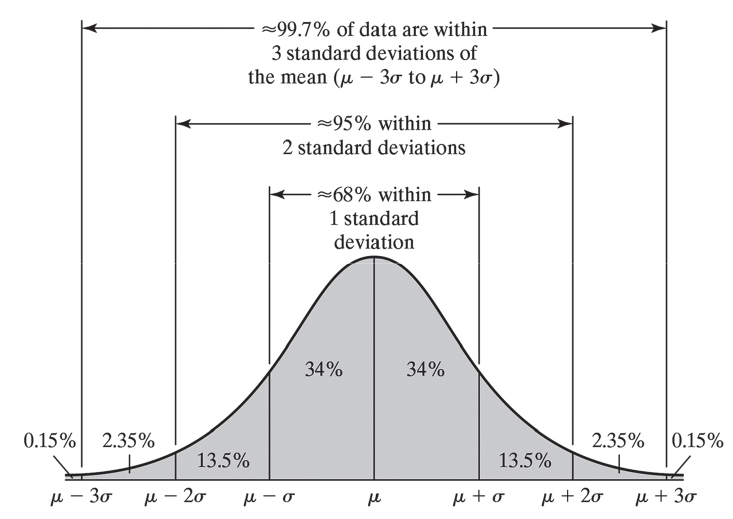 ≈99.7% of data are within
3 standard deviations of
the mean (μ − 3σ to μ + 3σ)
≈95% within
2 standard deviations
≈68% within
1 standard
deviation
34% 34%
0.15% 2.35% 2.35% 0.15%
13.5% 13.5%
μ − 3σ μ − 2σ μ − σ μ μ + σ μ + 2σ μ + 3σ